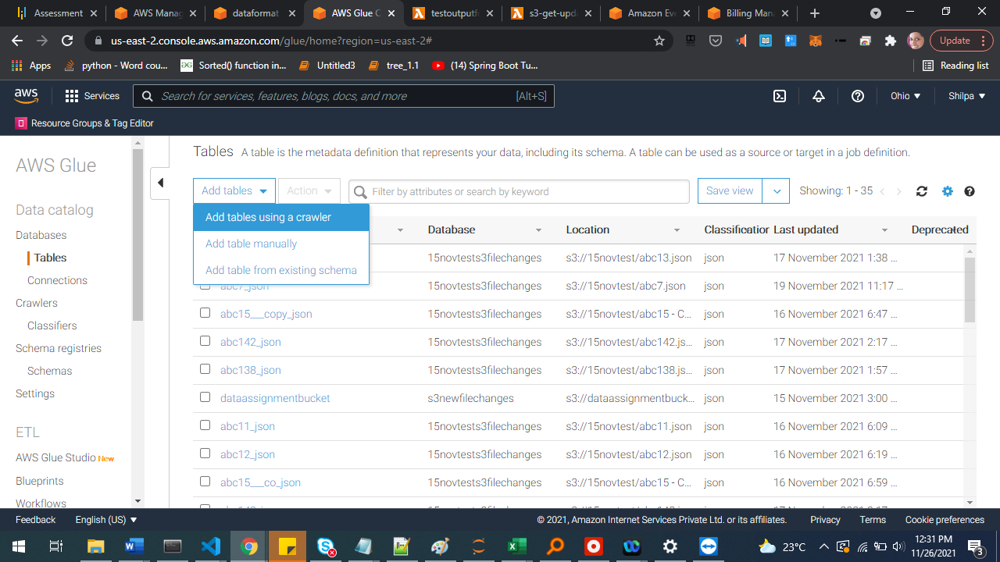 Assessment
AWS Manag
dataformat
AWS Glue C
testoutputf
s3-get-upda
Amazon Eve
Billing Mana
us-east-2.console.aws.amazon.com/glue/home?region=us-east-2#
Update
Apps
python - Word cou...
Sorted() function in...
Untitled3
tree_1.1
(14) Spring Boot Tu...
Reading list
aws
Services
Search for services, features, blogs, docs, and more
[Alt+S]
Ohio
Shilpa
Resource Groups & Tag Editor
AWS Glue
Data catalog
Databases
Tables
Connections
Crawlers
Classifiers
Schema registries
Schemas
Settings
ETL
AWS Glue Studio New
Blueprints
Workflows
Tables A table is the metadata definition that represents your data, including its schema. A table can be used as a source or target in a job definition.
Add tables
Action
Filter by attributes or search by keyword
Save view
Showing: 1 - 35
Add tables using a crawler
Add table manually
Add table from existing schema
Database Location Classification Last updated Deprecated
15novtests3filechanges s3://15novtest/abc13.json json 17 November 2021 1:38 ...
abc7_json 15novtests3filechanges s3://15novtest/abc7.json json 19 November 2021 11:17 ...
abc15___copy_json 15novtests3filechanges s3://15novtest/abc15 - C... json 16 November 2021 6:47 ...
abc142_json 15novtests3filechanges s3://15novtest/abc142.js... json 17 November 2021 2:17 ...
abc138_json 15novtests3filechanges s3://15novtest/abc138.js... json 17 November 2021 1:57 ...
dataassignmentbucket s3newfilechanges s3://dataassignmentbuck... json 15 November 2021 3:00 ...
abc11_json 15novtests3filechanges s3://15novtest/abc11.json json 16 November 2021 6:09 ...
abc12_json 15novtests3filechanges s3://15novtest/abc12.json json 16 November 2021 6:19 ...
abc15___co_json 15novtests3filechanges s3://15novtest/abc15 - C... json 16 November 2021 6:59 ...
Feedback
English (US)
© 2021, Amazon Internet Services Private Ltd. or its affiliates.
Privacy
Terms
Cookie preferences
23°C
12:31 PM
11/26/2021
3